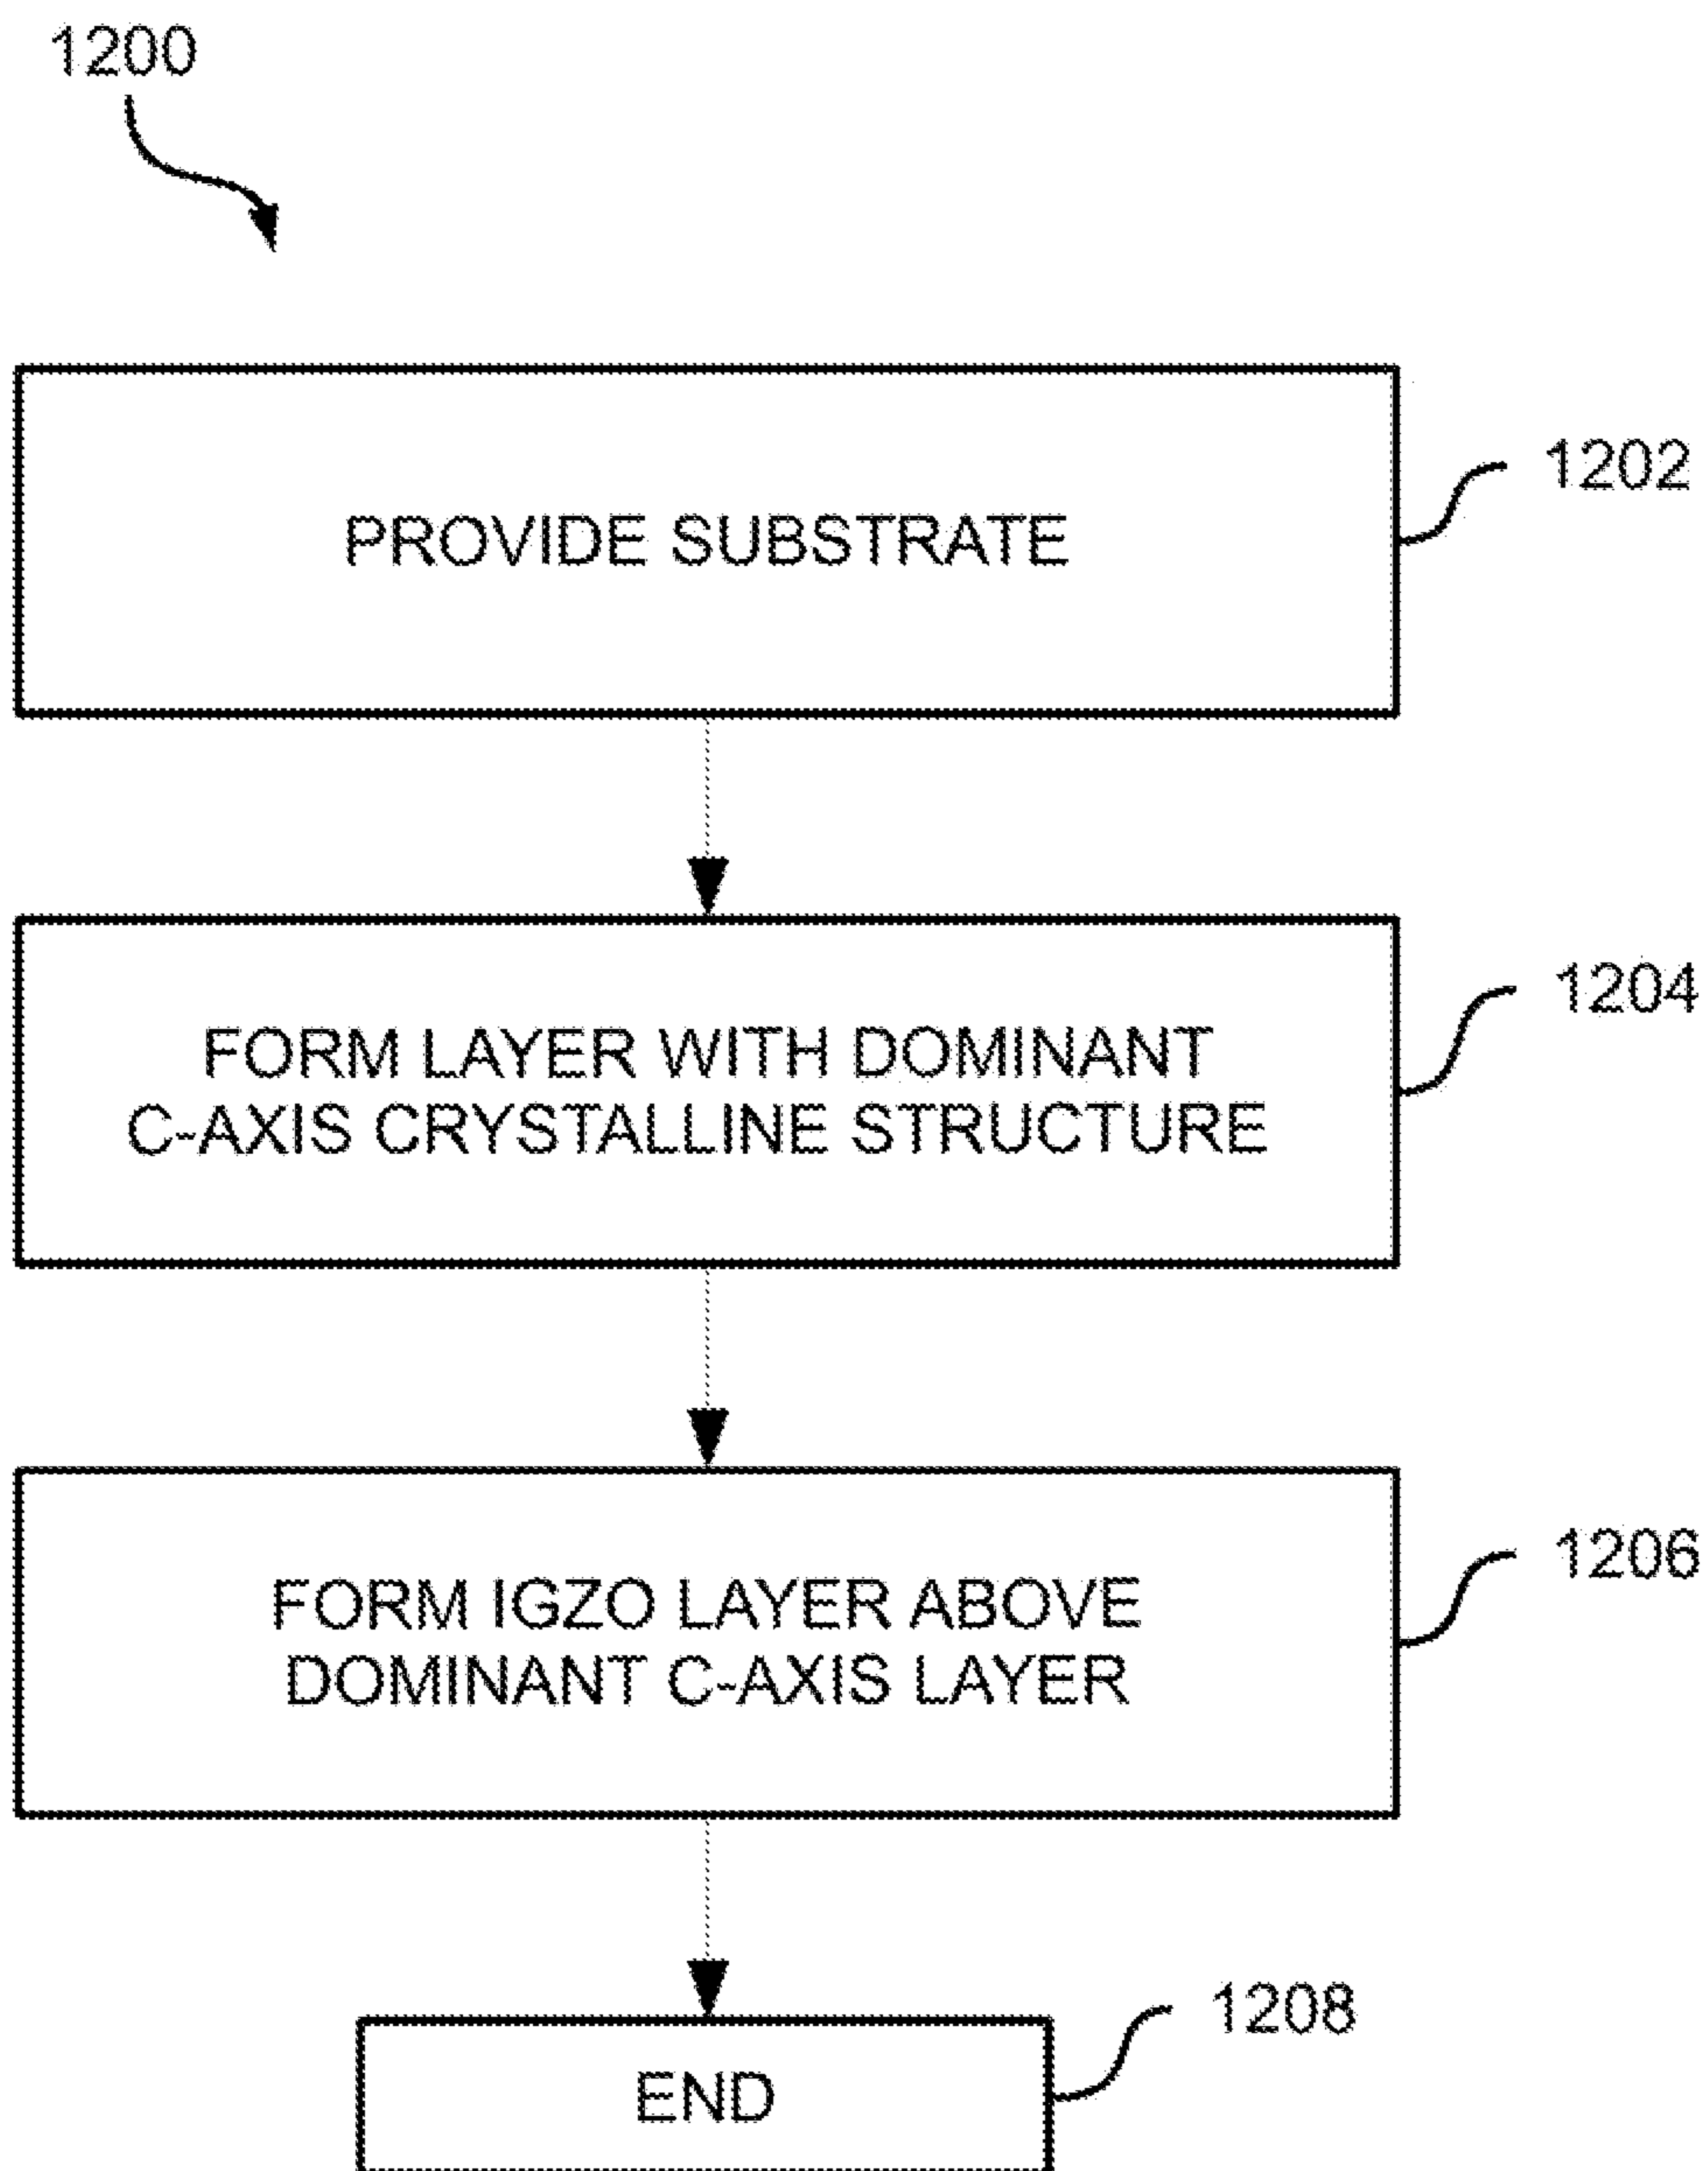 1200
PROVIDE SUBSTRATE
1202
FORM LAYER WITH DOMINANT
C-AXIS CRYSTALLINE STRUCTURE
1204
FORM IGZO LAYER ABOVE
DOMINANT C-AXIS LAYER
1206
END
1208